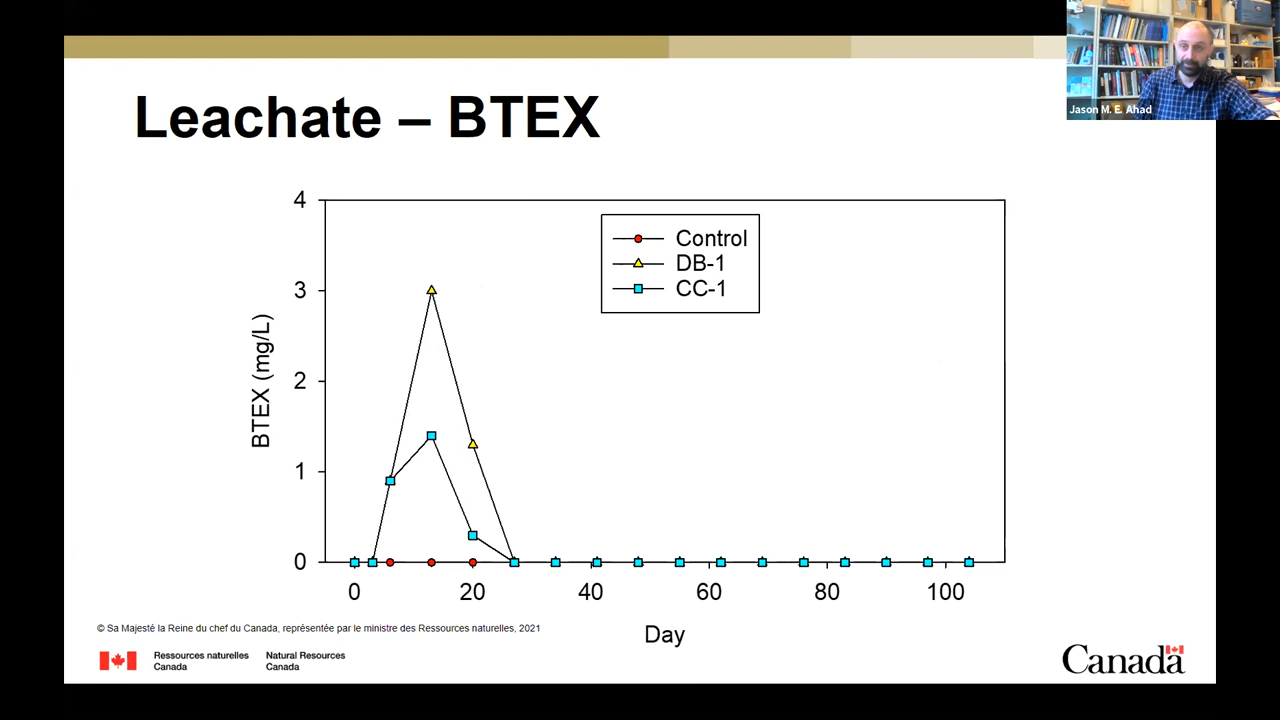 Jason M. E. Ahad
Leachate – BTEX
4
3
2
1
0
BTEX (mg/L)
Control
DB-1
CC-1
0 20 40 60 80 100
Day
© Sa Majesté la Reine du chef du Canada, représentée par le ministre des Ressources naturelles, 2021
Ressources naturelles Natural Resources
Canada Canada
Canada